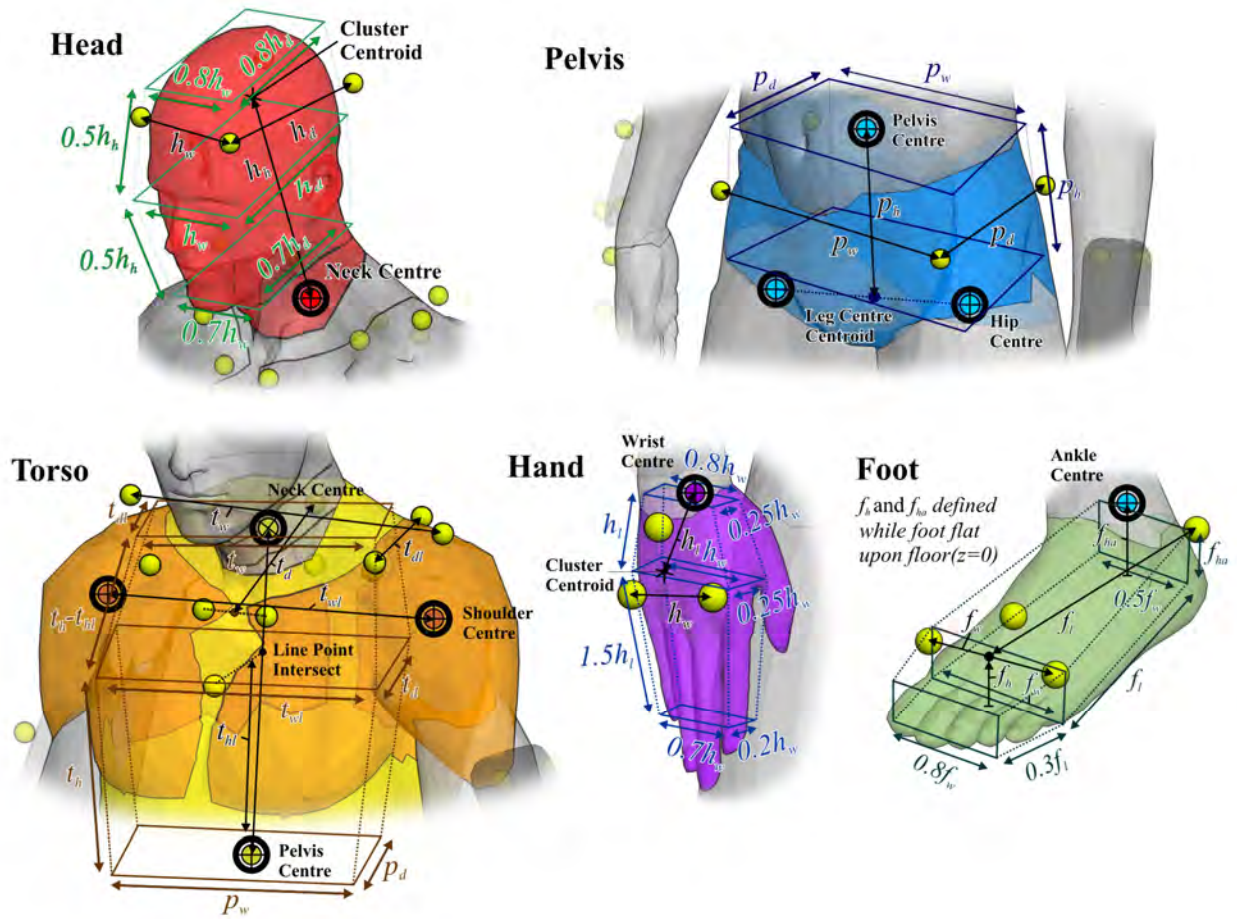 Head
Cluster
Centroid
0.8h_w
0.8h_d
0.5h_h
h_w
h_d
h_h
h_w
h_d
0.5h_h
0.7h_d
Neck Centre
0.7h_w
Pelvis
p_d
p_w
Pelvis
Centre
p_h
p_h
p_w
p_d
Leg Centre
Centroid
Hip
Centre
Torso
Neck Centre
t_dl
t_w
t_w
t_d
t_dl
t_wl
t_h-t_hl
Shoulder
Centre
Line Point
Intersect
t_d
t_wl
t_hl
t_h
Pelvis
Centre
p_d
p_w
Hand
Wrist
Centre
0.8h_w
h_l
0.25h_w
h_l
h_w
Cluster
Centroid
0.25h_w
h_w
1.5h_l
0.7h_w
0.2h_w
Foot
Ankle
Centre
f_h and f_ha defined
while foot flat
upon floor(z=0)
f_ha
f_ha
0.5f_w
f_w
f_l
f_h
f_w
f_l
0.8f_w
0.3f_l